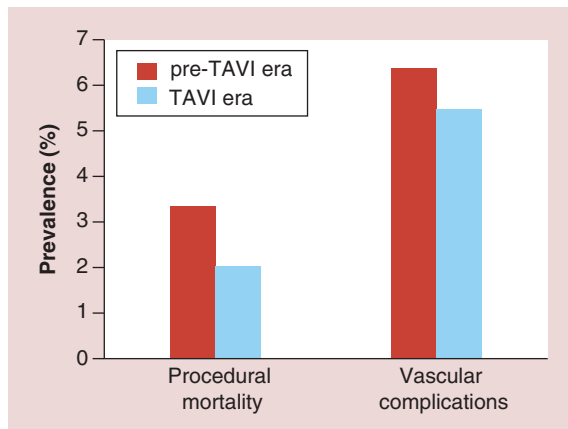 7
pre-TAVI era
6
TAVI era
5
4
3
2
1
0
Prevalence (%)
Procedural
mortality
Vascular
complications